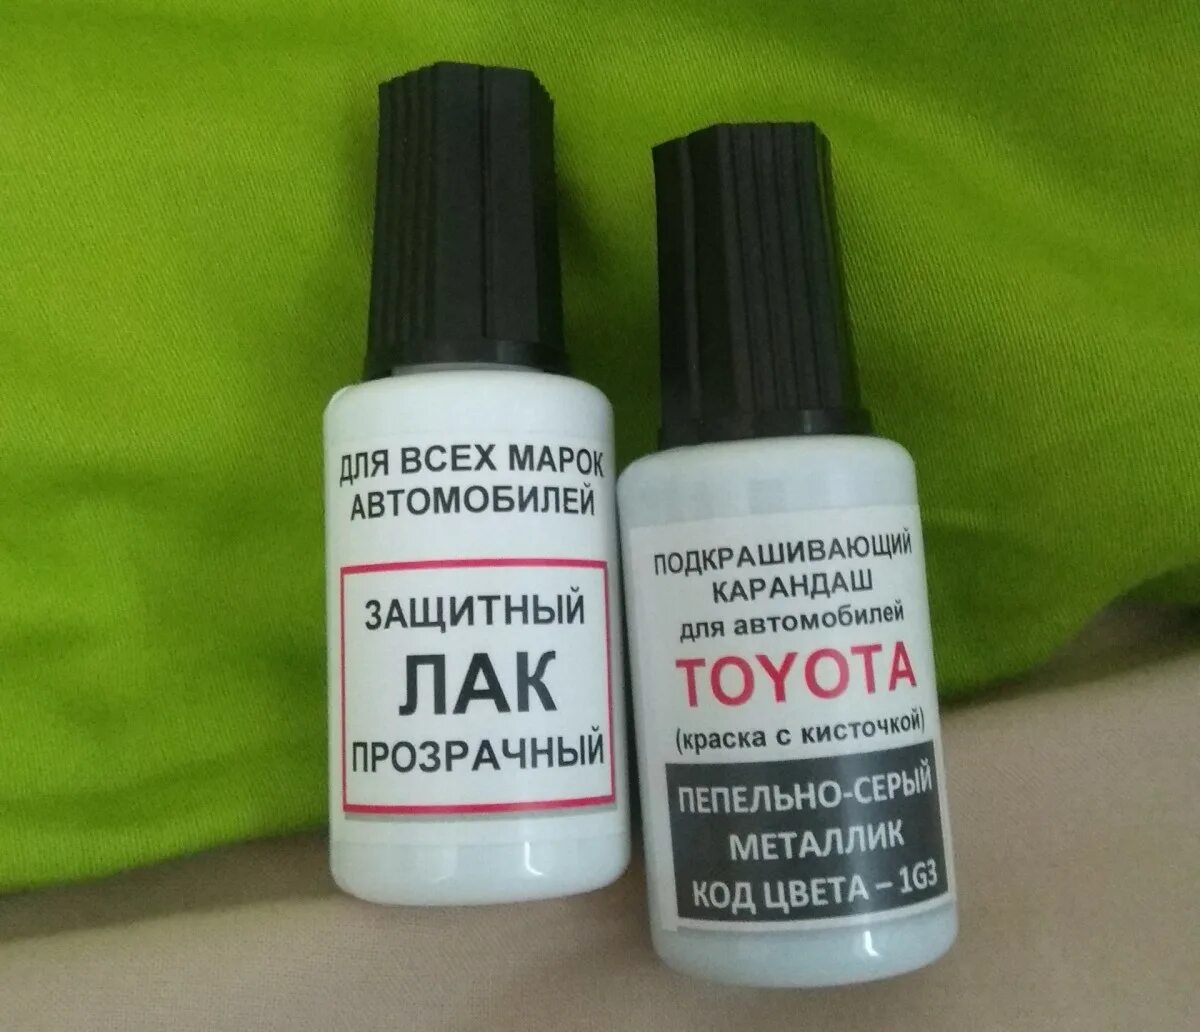 ДЛЯ ВСЕХ МАРОК
АВТОМОБИЛЕЙ
ЗАЩИТНЫЙ
ЛАК
ПРОЗРАЧНЫЙ
ПОДКРАШИВАЮЩИЙ
КАРАНДАШ
для автомобилей
TOYOTA
(краска с кисточкой)
ПЕПЕЛЬНО-СЕРЫЙ
МЕТАЛЛИК
КОД ЦВЕТА – 1G3